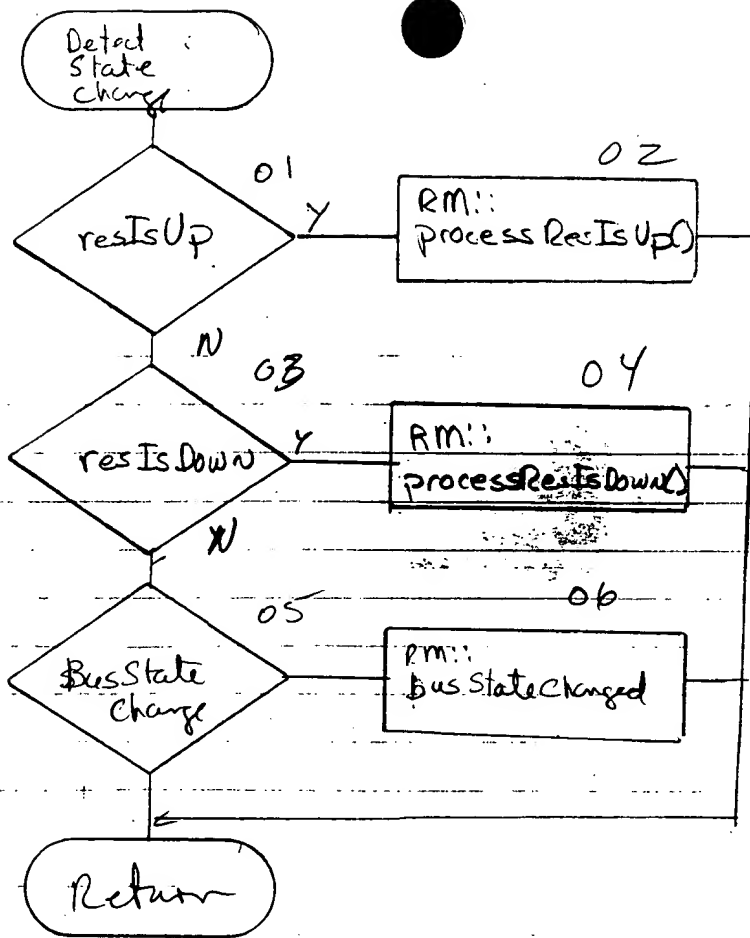 Detect :
State
change
01
resIsUp
Y
02
RM::
processResIsUp()
N
03
resIsDOWN
Y
04
RM::
processResIsDOWN()
N
05
BusState
change
06
RM::
busStateChanged
Return